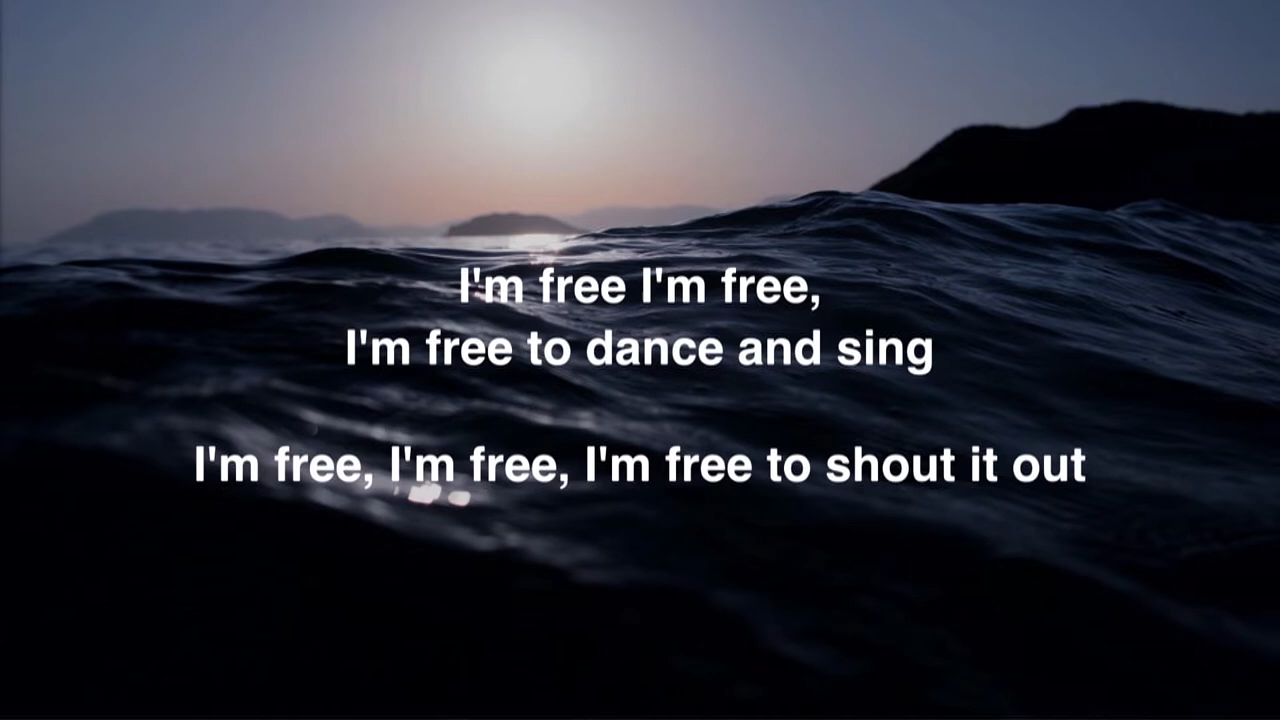 I'm free I'm free,
I'm free to dance and sing
I'm free, I'm free, I'm free to shout it out